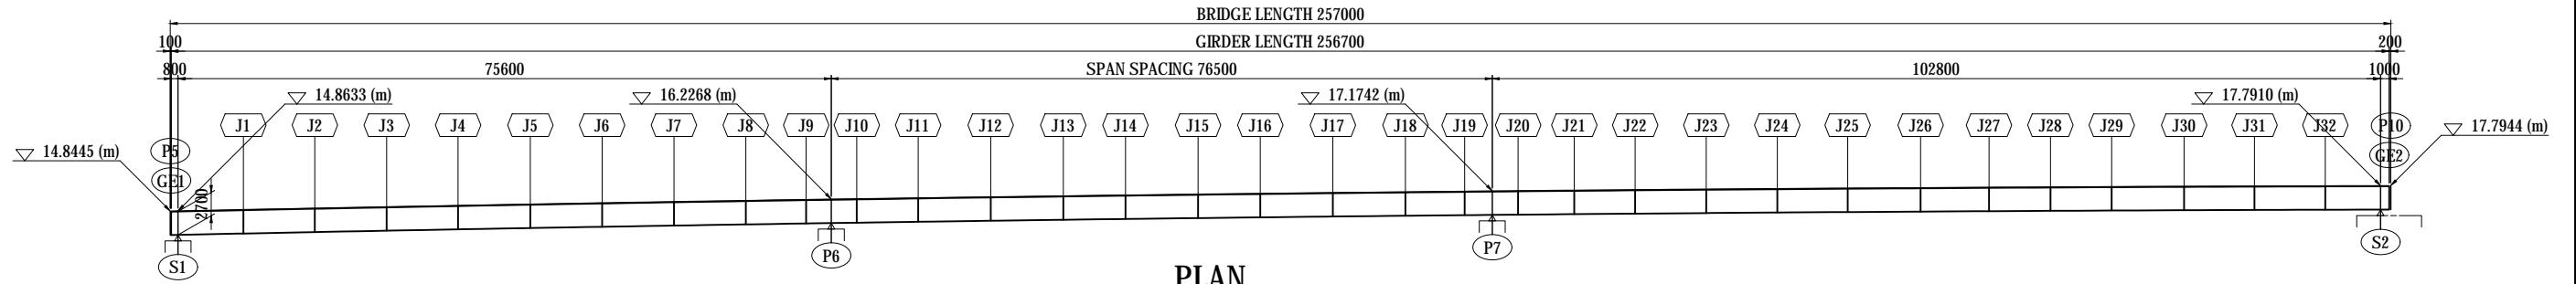 BRIDGE LENGTH 257000
100 GIRDER LENGTH 256700 200
800 75600 SPAN SPACING 76500 102800 1000
14.8633 (m) 16.2268 (m) 17.1742 (m) 17.7910 (m)
J1 J2 J3 J4 J5 J6 J7 J8 J9 J10 J11 J12 J13 J14 J15 J16 J17 J18 J19 J20 J21 J22 J23 J24 J25 J26 J27 J28 J29 J30 J31 J32 P10
14.8445 (m) P5 17.7944 (m)
GE1 GE2
2700
S1 P6 P7 S2
PLAN